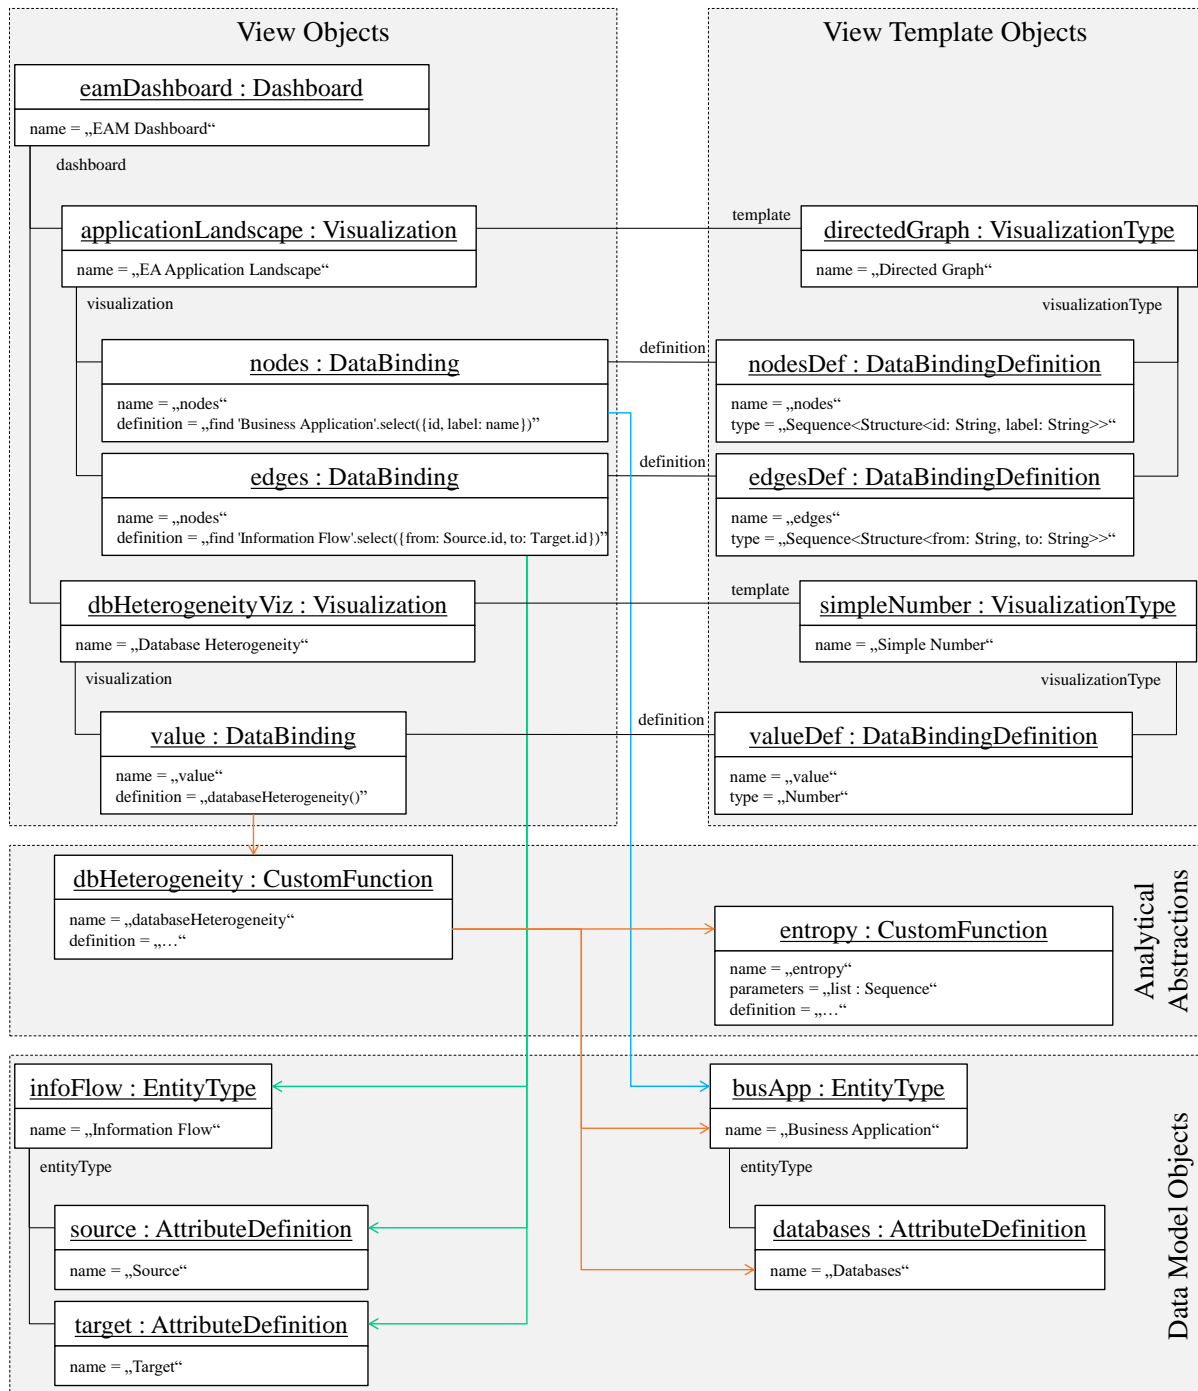 View Objects
View Template Objects
eamDashboard : Dashboard
name = „EAM Dashboard“
dashboard
applicationLandscape : Visualization
name = „EA Application Landscape“
template
directedGraph : VisualizationType
name = „Directed Graph“
visualization
visualizationType
nodes : DataBinding
name = „nodes“
definition = „find 'Business Application'.select({id, label: name})”
definition
nodesDef : DataBindingDefinition
name = „nodes“
type = „Sequence<Structure<id: String, label: String>>“
edges : DataBinding
name = „nodes“
definition = „find 'Information Flow'.select({from: Source.id, to: Target.id})”
definition
edgesDef : DataBindingDefinition
name = „edges“
type = „Sequence<Structure<from: String, to: String>>“
dbHeterogeneityViz : Visualization
name = „Database Heterogeneity“
template
simpleNumber : VisualizationType
name = „Simple Number“
visualization
visualizationType
value : DataBinding
name = „value“
definition = „databaseHeterogeneity()”
definition
valueDef : DataBindingDefinition
name = „value“
type = „Number“
dbHeterogeneity : CustomFunction
name = „databaseHeterogeneity“
definition = „…“
entropy : CustomFunction
name = „entropy“
parameters = „list : Sequence“
definition = „…“
Analytical
Abstractions
infoFlow : EntityType
name = „Information Flow“
entityType
source : AttributeDefinition
name = „Source“
target : AttributeDefinition
name = „Target“
busApp : EntityType
name = „Business Application“
entityType
databases : AttributeDefinition
name = „Databases“
Data Model Objects